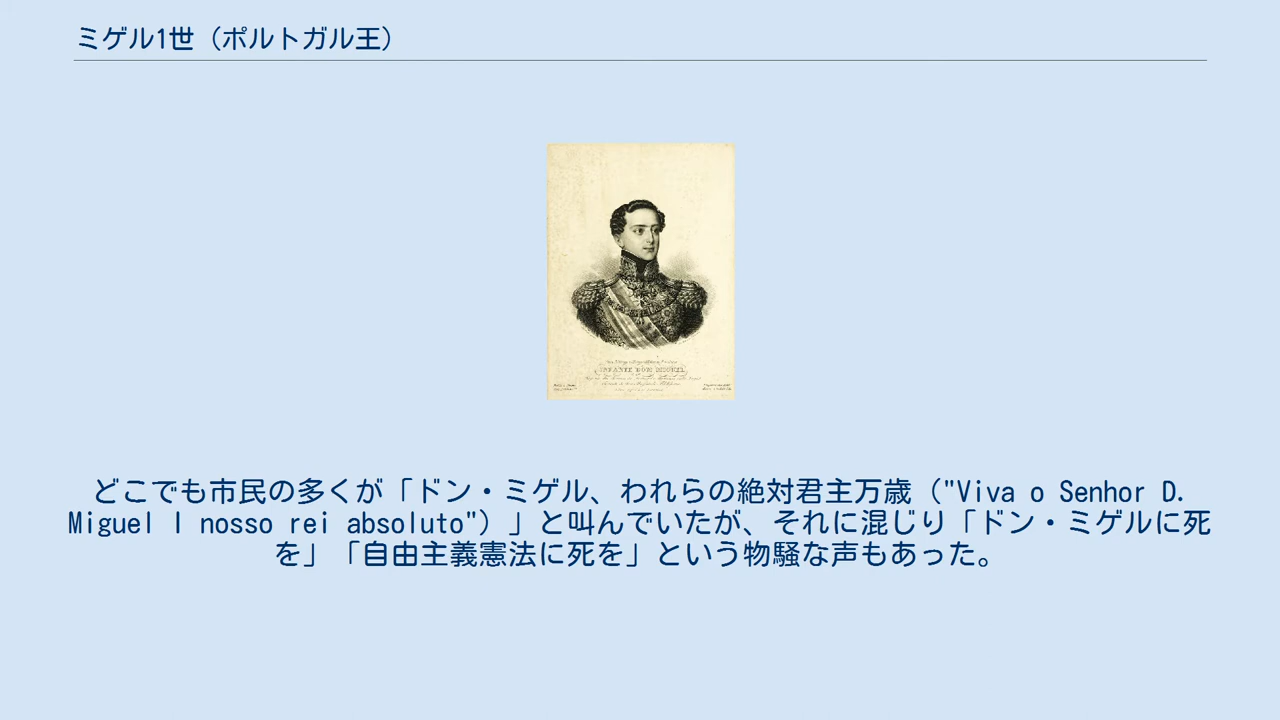 ミゲル1世（ポルトガル王）
INFANTE DOM MIGUEL
どこでも市民の多くが「ドン・ミゲル、われらの絶対君主万歳（"Viva o Senhor D.
Miguel I nosso rei absoluto"）」と叫んでいたが、それに混じり「ドン・ミゲルに死
を」「自由主義憲法に死を」という物騒な声もあった。